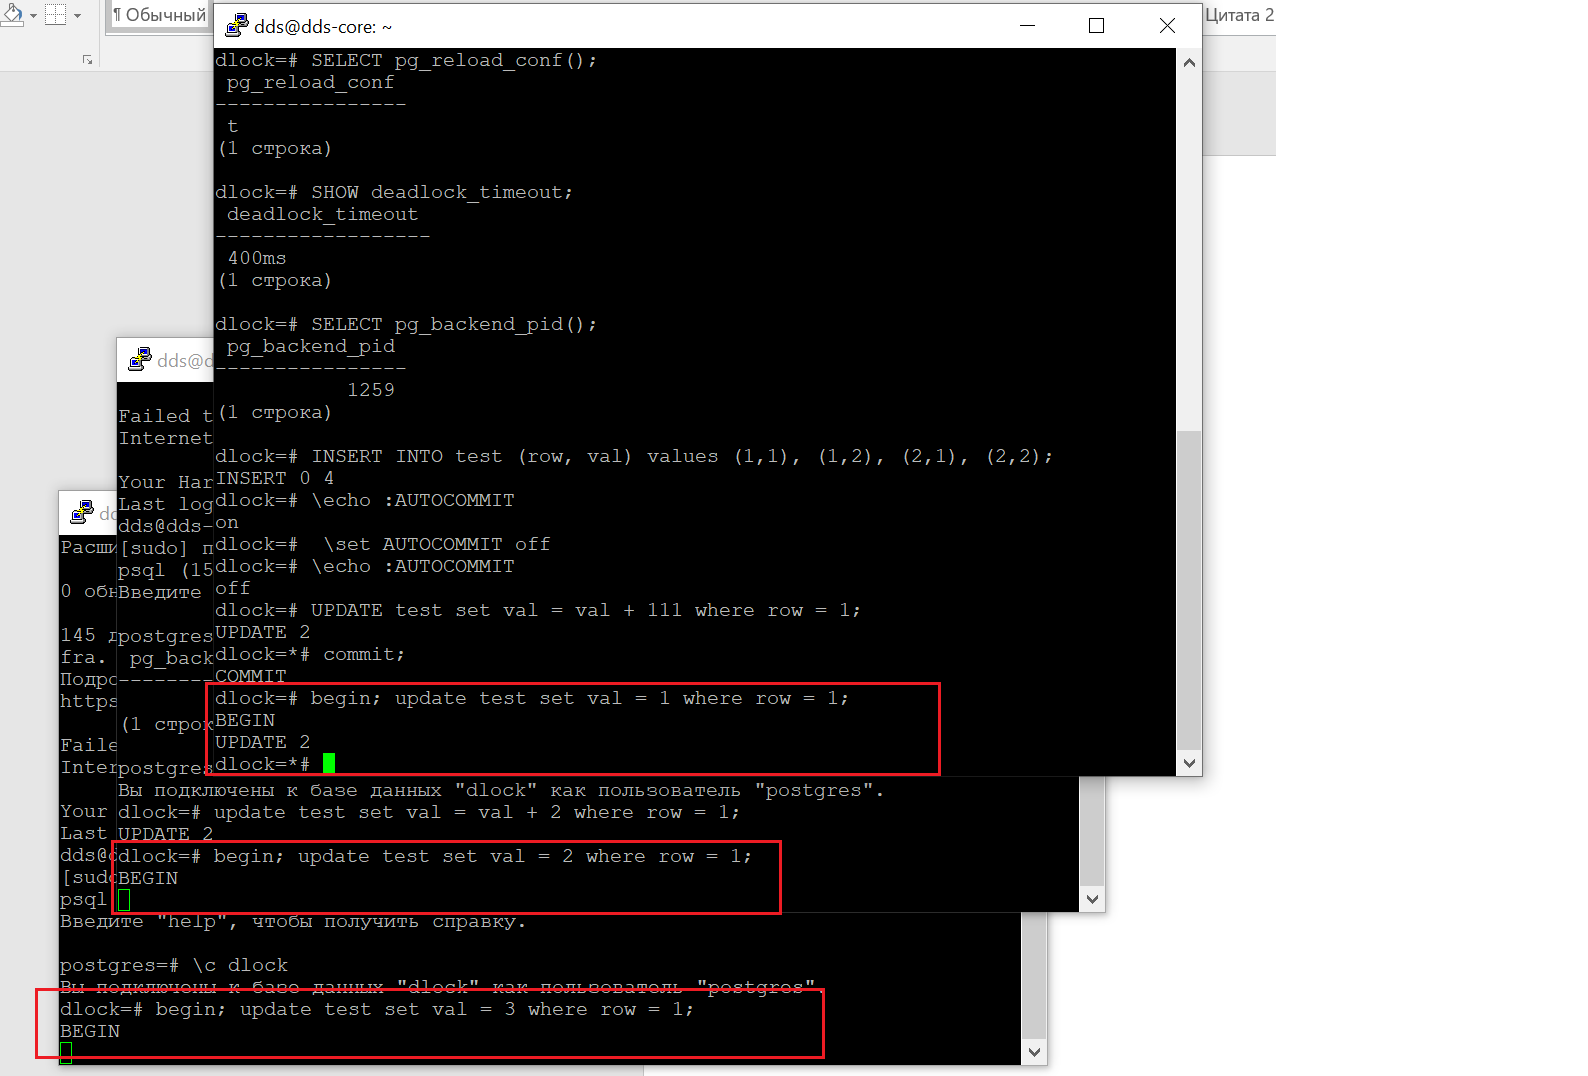 ¶ Обычный
Цитата 2
dds@dds-core: ~
dlock=# SELECT pg_reload_conf();
pg_reload_conf
----------------
t
(1 строка)
dlock=# SHOW deadlock_timeout;
deadlock_timeout
------------------
400ms
(1 строка)
dlock=# SELECT pg_backend_pid();
pg_backend_pid
----------------
1259
(1 строка)
dlock=# INSERT INTO test (row, val) values (1,1), (1,2), (2,1), (2,2);
INSERT 0 4
dlock=# \echo :AUTOCOMMIT
on
dlock=#  \set AUTOCOMMIT off
dlock=# \echo :AUTOCOMMIT
off
dlock=# UPDATE test set val = val + 111 where row = 1;
UPDATE 2
dlock=*# commit;
COMMIT
dlock=# begin; update test set val = 1 where row = 1;
BEGIN
UPDATE 2
dlock=*#
dds@d
Failed t
Internet
Your Har
Last log
dds@dds-
[sudo] п
psql (15
Введите
postgres
pg_back
--------
(1 строк
postgres
Вы подключены к базе данных "dlock" как пользователь "postgres".
dlock=# update test set val = val + 2 where row = 1;
UPDATE 2
dlock=# begin; update test set val = 2 where row = 1;
BEGIN
dd
Расши
0 обн
145 д
fra.
Подро
https
Faile
Inter
Your
Last
dds@d
[sudo
psql
Введите "help", чтобы получить справку.
postgres=# \c dlock
Вы подключены к базе данных "dlock" как пользователь "postgres".
dlock=# begin; update test set val = 3 where row = 1;
BEGIN